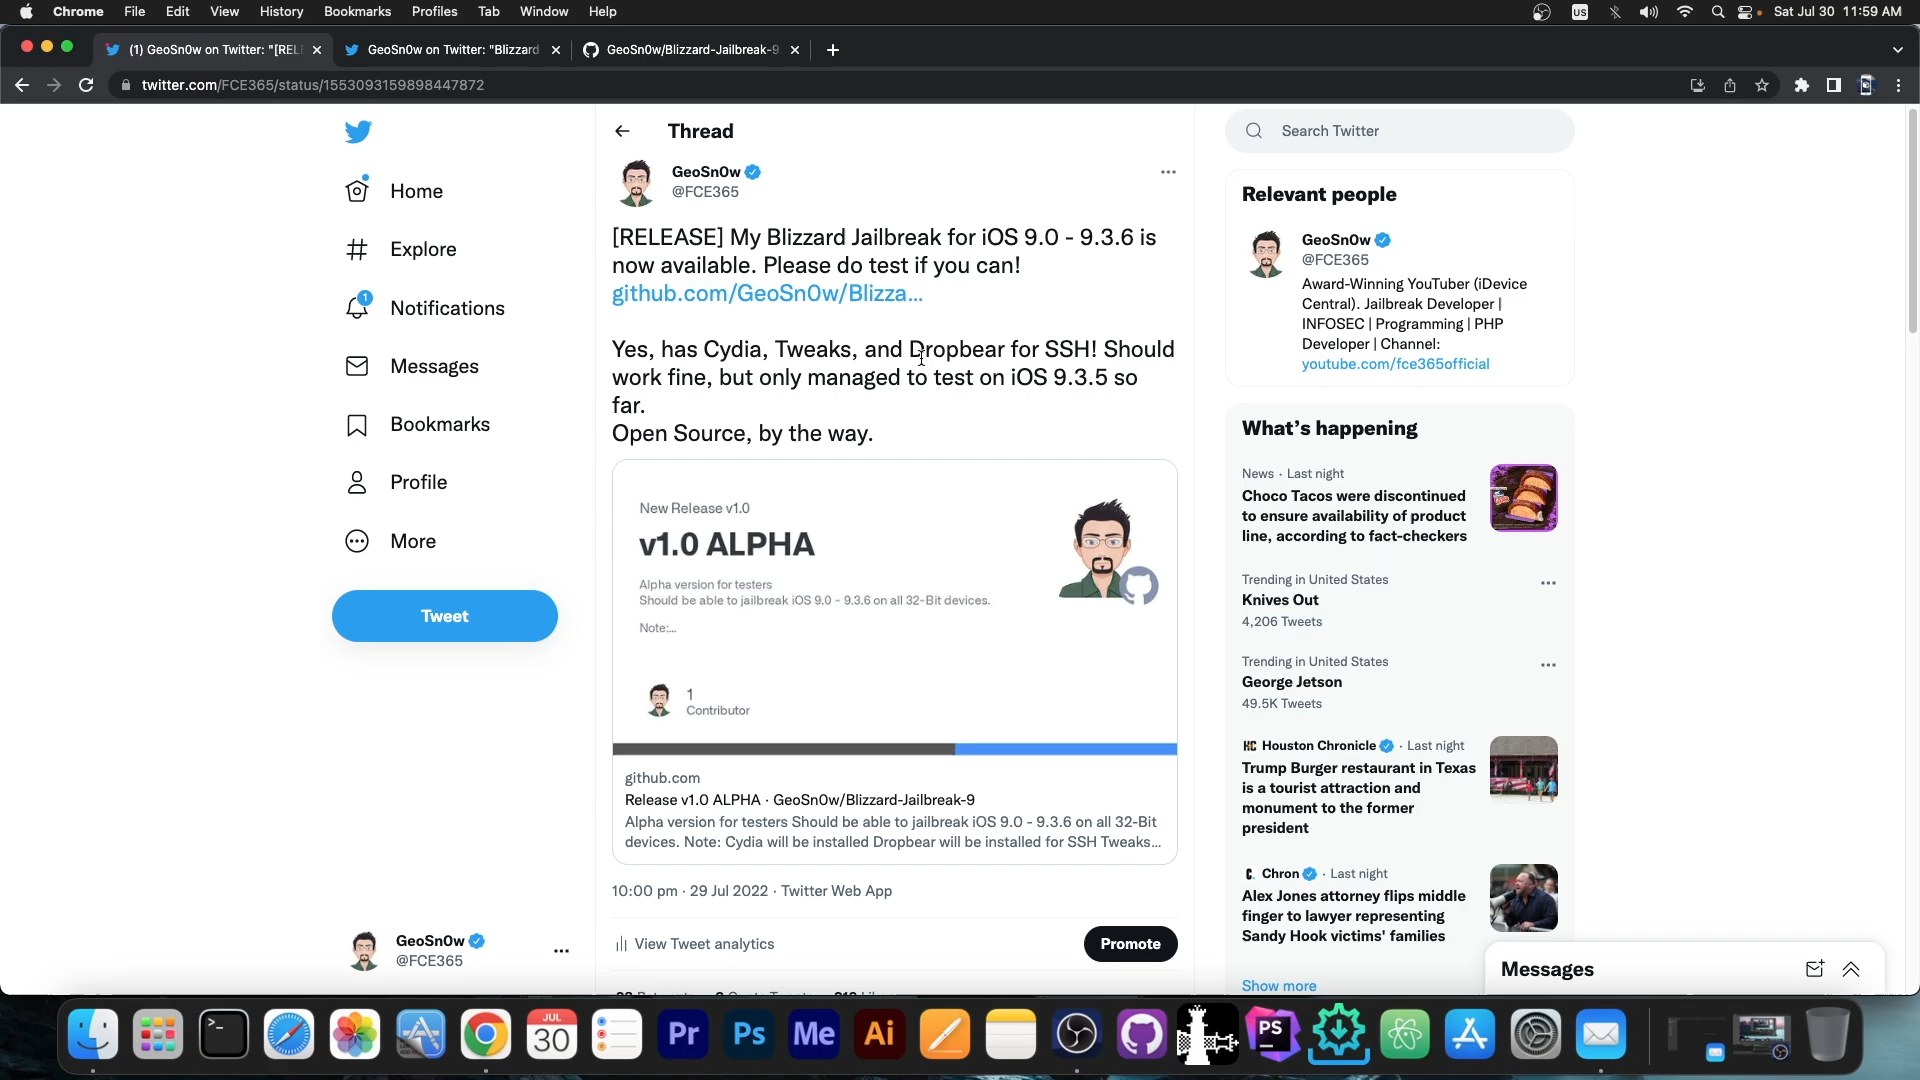 Chrome File Edit View History Bookmarks Profiles Tab Window Help
US Sat Jul 30 11:59 AM
(1) GeoSn0w on Twitter: "[REL
GeoSn0w on Twitter: "Blizzard
GeoSn0w/Blizzard-Jailbreak-9
twitter.com/FCE365/status/1553093159898447872
Home
Explore
1
Notifications
Messages
Bookmarks
Profile
More
Tweet
GeoSn0w
@FCE365
Thread
GeoSn0w
@FCE365
[RELEASE] My Blizzard Jailbreak for iOS 9.0 - 9.3.6 is
now available. Please do test if you can!
github.com/GeoSn0w/Blizza...
Yes, has Cydia, Tweaks, and Dropbear for SSH! Should
work fine, but only managed to test on iOS 9.3.5 so
far.
Open Source, by the way.
New Release v1.0
v1.0 ALPHA
Alpha version for testers
Should be able to jailbreak iOS 9.0 - 9.3.6 on all 32-Bit devices.
Note:...
1
Contributor
github.com
Release v1.0 ALPHA · GeoSn0w/Blizzard-Jailbreak-9
Alpha version for testers Should be able to jailbreak iOS 9.0 - 9.3.6 on all 32-Bit
devices. Note: Cydia will be installed Dropbear will be installed for SSH Tweaks...
10:00 pm · 29 Jul 2022 · Twitter Web App
View Tweet analytics
Promote
Search Twitter
Relevant people
GeoSn0w
@FCE365
Award-Winning YouTuber (iDevice
Central). Jailbreak Developer |
INFOSEC | Programming | PHP
Developer | Channel:
youtube.com/fce365official
What's happening
News · Last night
Choco Tacos were discontinued
to ensure availability of product
line, according to fact-checkers
Trending in United States
Knives Out
4,206 Tweets
Trending in United States
George Jetson
49.5K Tweets
HC Houston Chronicle · Last night
Trump Burger restaurant in Texas
is a tourist attraction and
monument to the former
president
C. Chron · Last night
Alex Jones attorney flips middle
finger to lawyer representing
Sandy Hook victims' families
Show more
Messages
JUL
30
Pr
Ps
Me
Ai
PS